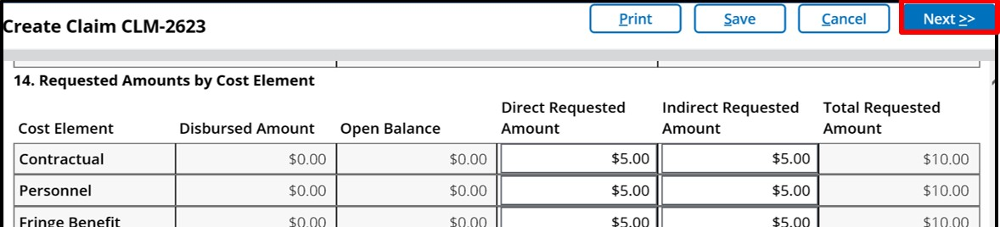 Create Claim CLM-2623
Print
Save
Cancel
Next >>
14. Requested Amounts by Cost Element
Cost Element Disbursed Amount Open Balance Direct Requested Amount Indirect Requested Amount Total Requested Amount
Contractual $0.00 $0.00 $5.00 $5.00 $10.00
Personnel $0.00 $0.00 $5.00 $5.00 $10.00
Fringe Benefit $0.00 $0.00 $5.00 $5.00 $10.00